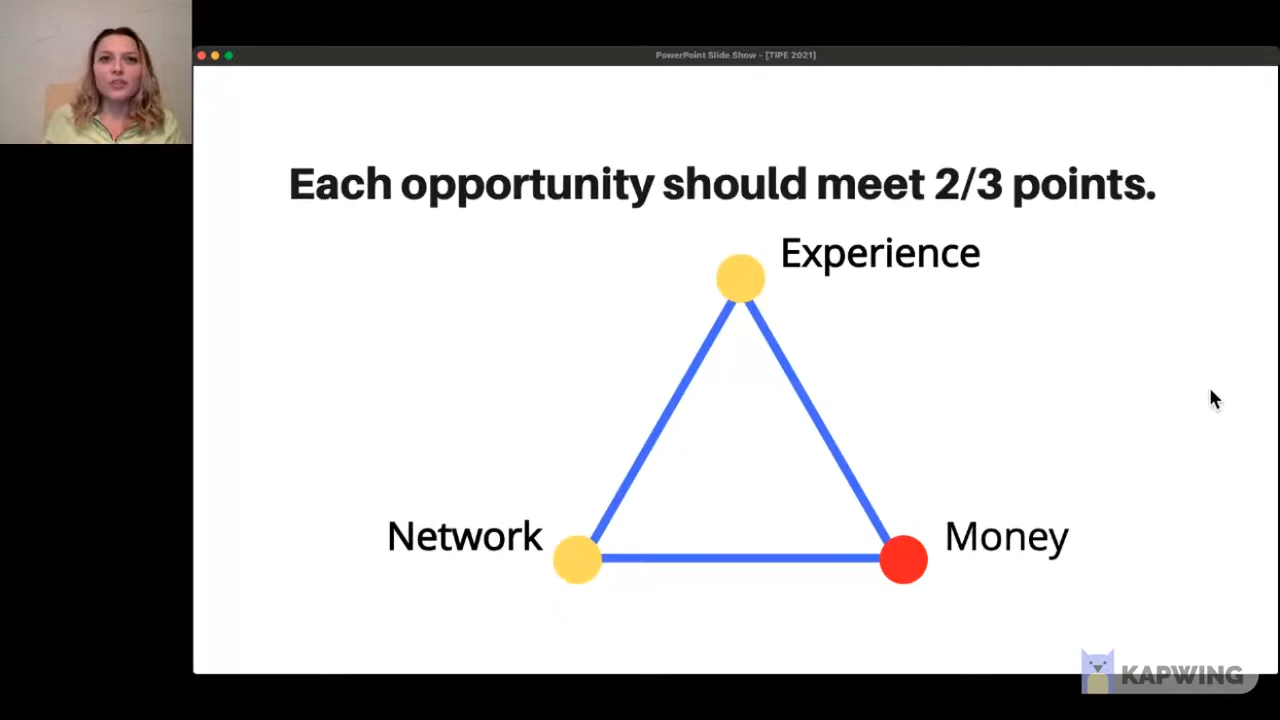 PowerPoint Slide Show - [TIPE 2021]
Each opportunity should meet 2/3 points.
Experience
Network
Money
KAPWING